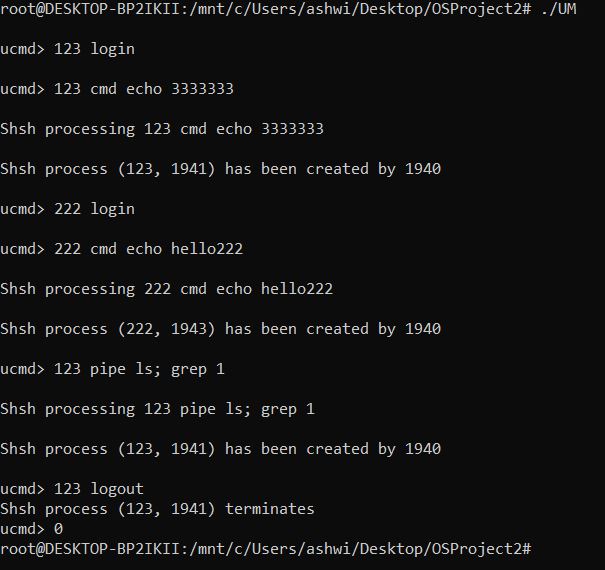 root@DESKTOP-BP2IKII:/mnt/c/Users/ashwi/Desktop/OSProject2# ./UM
ucmd> 123 login
ucmd> 123 cmd echo 3333333
Shsh processing 123 cmd echo 3333333
Shsh process (123, 1941) has been created by 1940
ucmd> 222 login
ucmd> 222 cmd echo hello222
Shsh processing 222 cmd echo hello222
Shsh process (222, 1943) has been created by 1940
ucmd> 123 pipe ls; grep 1
Shsh processing 123 pipe ls; grep 1
Shsh process (123, 1941) has been created by 1940
ucmd> 123 logout
Shsh process (123, 1941) terminates
ucmd> 0
root@DESKTOP-BP2IKII:/mnt/c/Users/ashwi/Desktop/OSProject2#